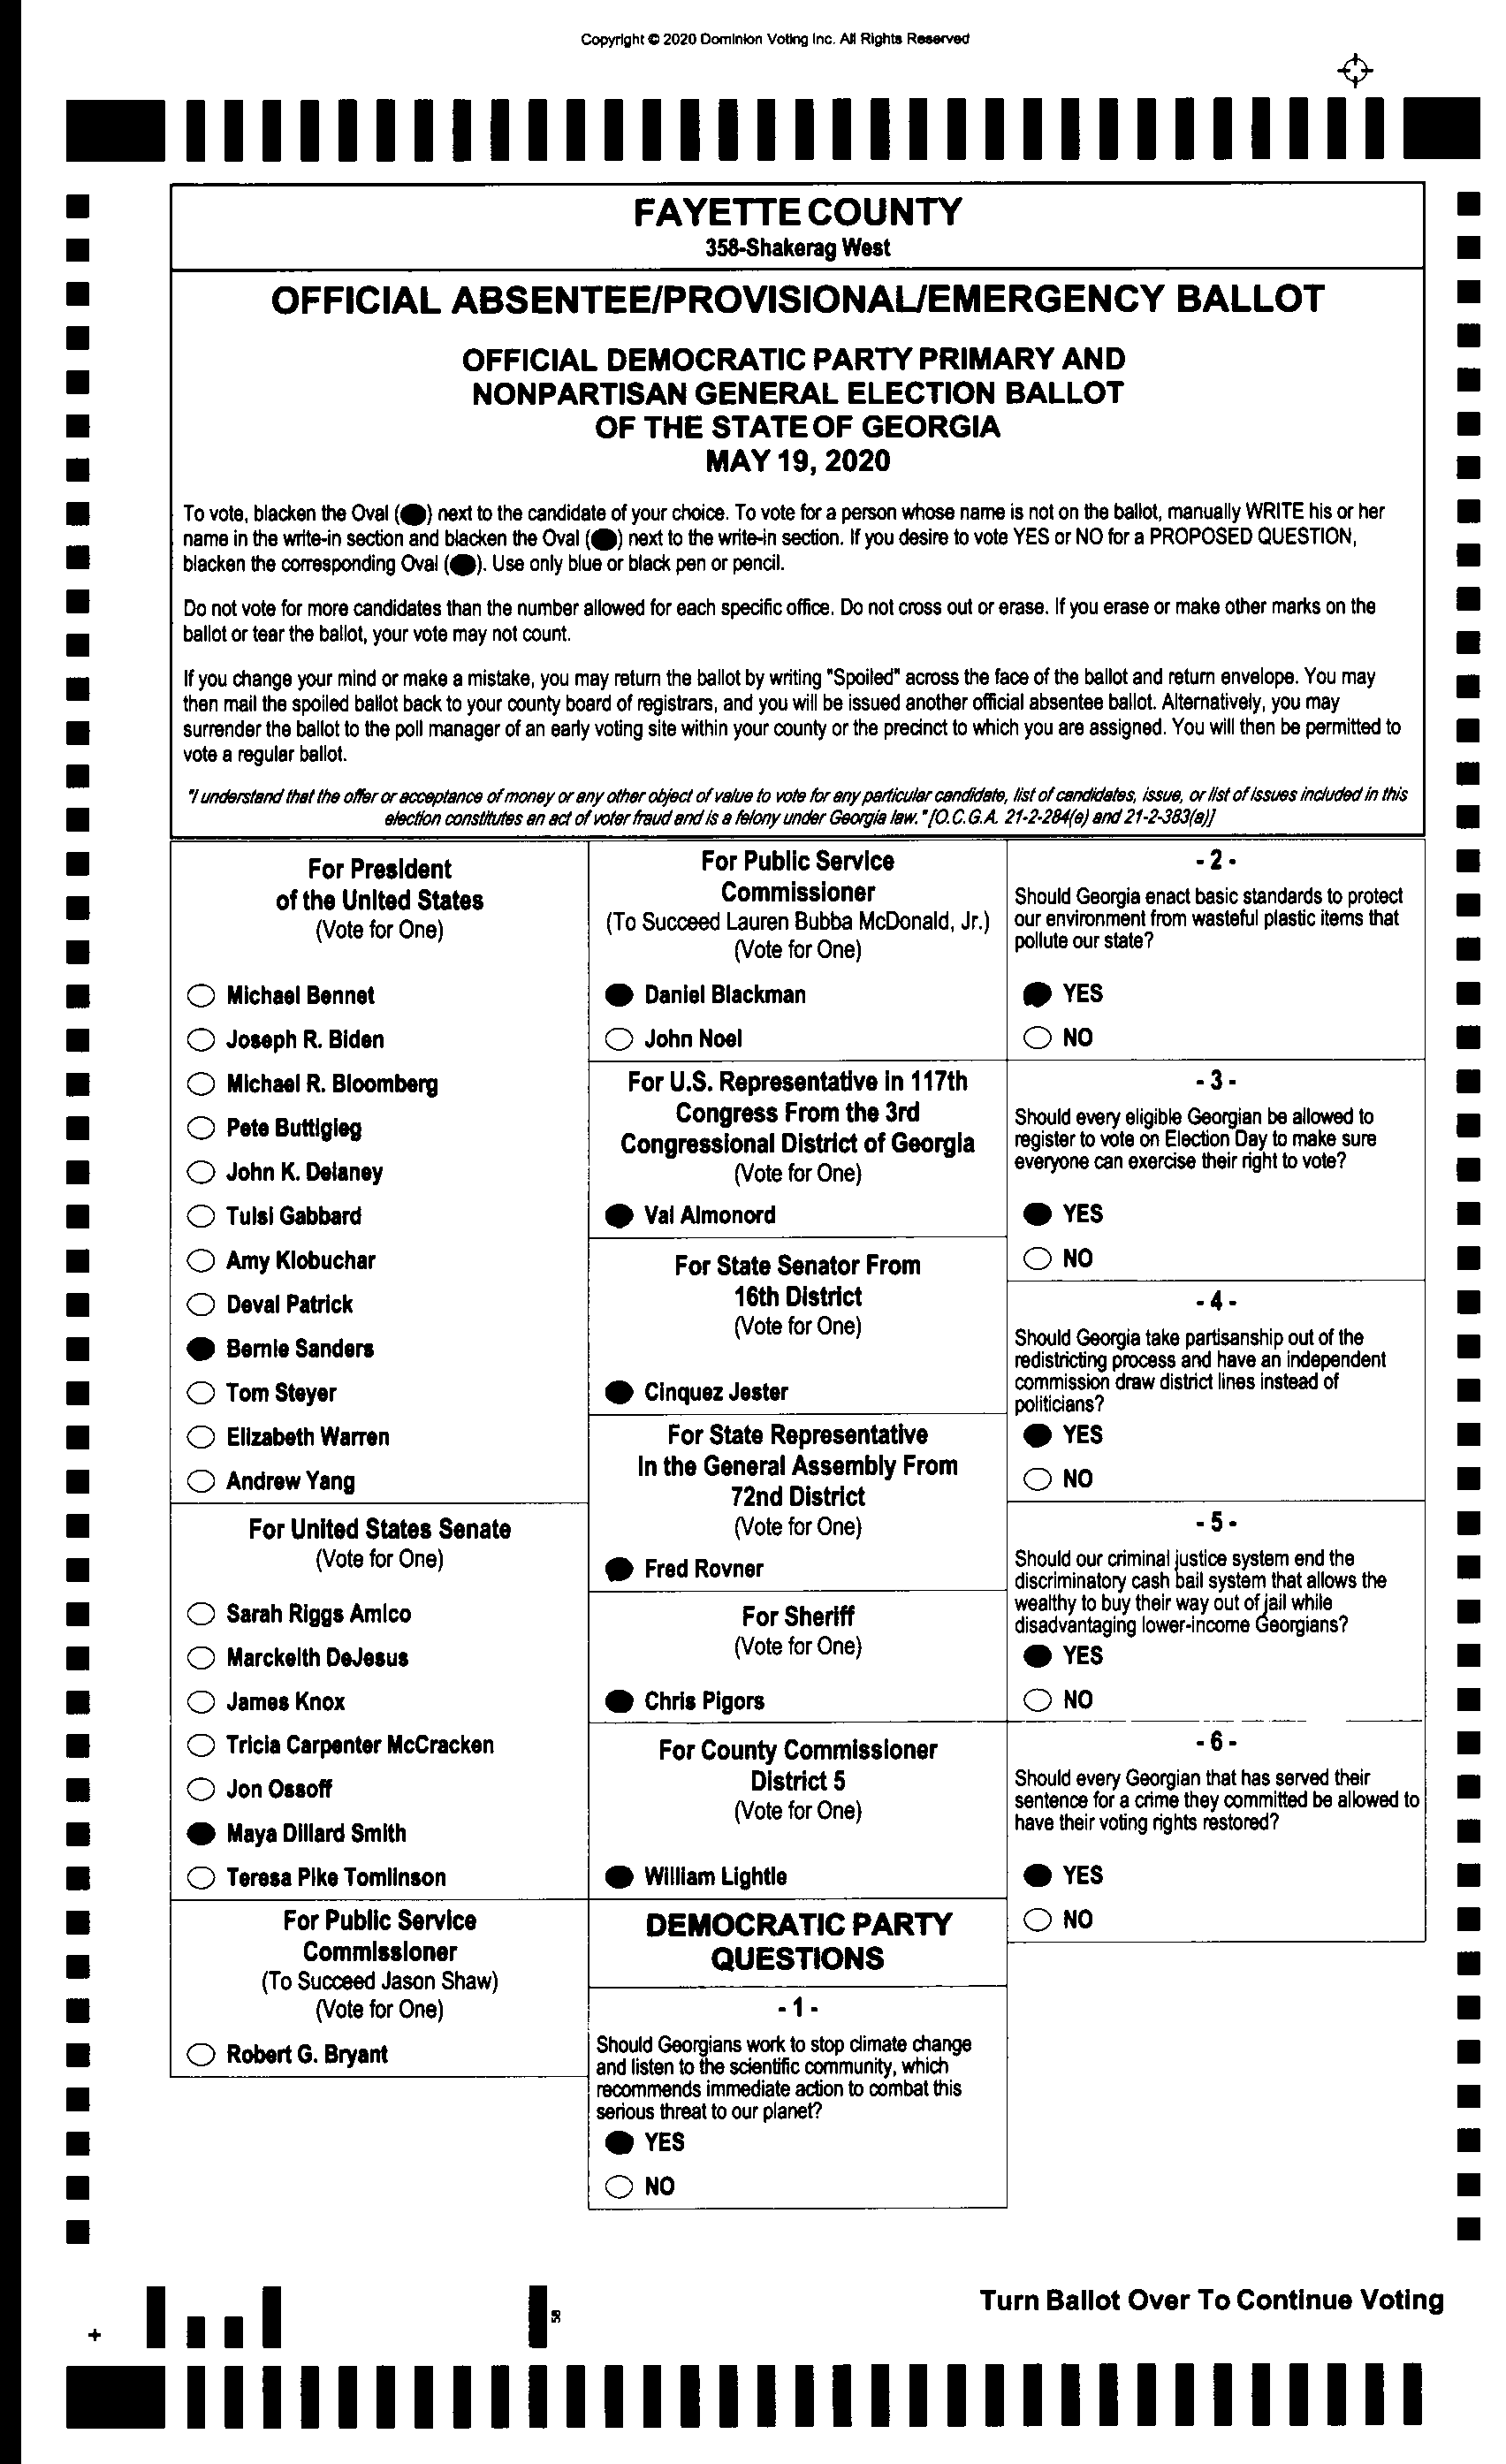 Copyright © 2020 Dominion Voting Inc. All Rights Reserved
FAYETTE COUNTY
358-Shakerag West
OFFICIAL ABSENTEE/PROVISIONAL/EMERGENCY BALLOT
OFFICIAL DEMOCRATIC PARTY PRIMARY AND
NONPARTISAN GENERAL ELECTION BALLOT
OF THE STATE OF GEORGIA
MAY 19, 2020
To vote, blacken the Oval (●) next to the candidate of your choice. To vote for a person whose name is not on the ballot, manually WRITE his or her
name in the write-in section and blacken the Oval (●) next to the write-in section. If you desire to vote YES or NO for a PROPOSED QUESTION,
blacken the corresponding Oval (●). Use only blue or black pen or pencil.
Do not vote for more candidates than the number allowed for each specific office. Do not cross out or erase. If you erase or make other marks on the
ballot or tear the ballot, your vote may not count.
If you change your mind or make a mistake, you may return the ballot by writing "Spoiled" across the face of the ballot and return envelope. You may
then mail the spoiled ballot back to your county board of registrars, and you will be issued another official absentee ballot. Alternatively, you may
surrender the ballot to the poll manager of an early voting site within your county or the precinct to which you are assigned. You will then be permitted to
vote a regular ballot.
"I understand that the offer or acceptance of money or any other object of value to vote for any particular candidate, list of candidates, issue, or list of issues included in this
election constitutes an act of voter fraud and is a felony under Georgia law." [O.C.G.A. 21-2-284(e) and 21-2-383(a)]
For President
of the United States
(Vote for One)
Michael Bennet
Joseph R. Biden
Michael R. Bloomberg
Pete Buttigieg
John K. Delaney
Tulsi Gabbard
Amy Klobuchar
Deval Patrick
Bernie Sanders
Tom Steyer
Elizabeth Warren
Andrew Yang
For United States Senate
(Vote for One)
Sarah Riggs Amico
Marckeith DeJesus
James Knox
Tricia Carpenter McCracken
Jon Ossoff
Maya Dillard Smith
Teresa Pike Tomlinson
For Public Service
Commissioner
(To Succeed Jason Shaw)
(Vote for One)
Robert G. Bryant
For Public Service
Commissioner
(To Succeed Lauren Bubba McDonald, Jr.)
(Vote for One)
Daniel Blackman
John Noel
For U.S. Representative in 117th
Congress From the 3rd
Congressional District of Georgia
(Vote for One)
Val Almonord
For State Senator From
16th District
(Vote for One)
Cinquez Jester
For State Representative
In the General Assembly From
72nd District
(Vote for One)
Fred Rovner
For Sheriff
(Vote for One)
Chris Pigors
For County Commissioner
District 5
(Vote for One)
William Lightle
DEMOCRATIC PARTY
QUESTIONS
- 1 -
Should Georgians work to stop climate change
and listen to the scientific community, which
recommends immediate action to combat this
serious threat to our planet?
YES
NO
- 2 -
Should Georgia enact basic standards to protect
our environment from wasteful plastic items that
pollute our state?
YES
NO
- 3 -
Should every eligible Georgian be allowed to
register to vote on Election Day to make sure
everyone can exercise their right to vote?
YES
NO
- 4 -
Should Georgia take partisanship out of the
redistricting process and have an independent
commission draw district lines instead of
politicians?
YES
NO
- 5 -
Should our criminal justice system end the
discriminatory cash bail system that allows the
wealthy to buy their way out of jail while
disadvantaging lower-income Georgians?
YES
NO
- 6 -
Should every Georgian that has served their
sentence for a crime they committed be allowed to
have their voting rights restored?
YES
NO
Turn Ballot Over To Continue Voting
58